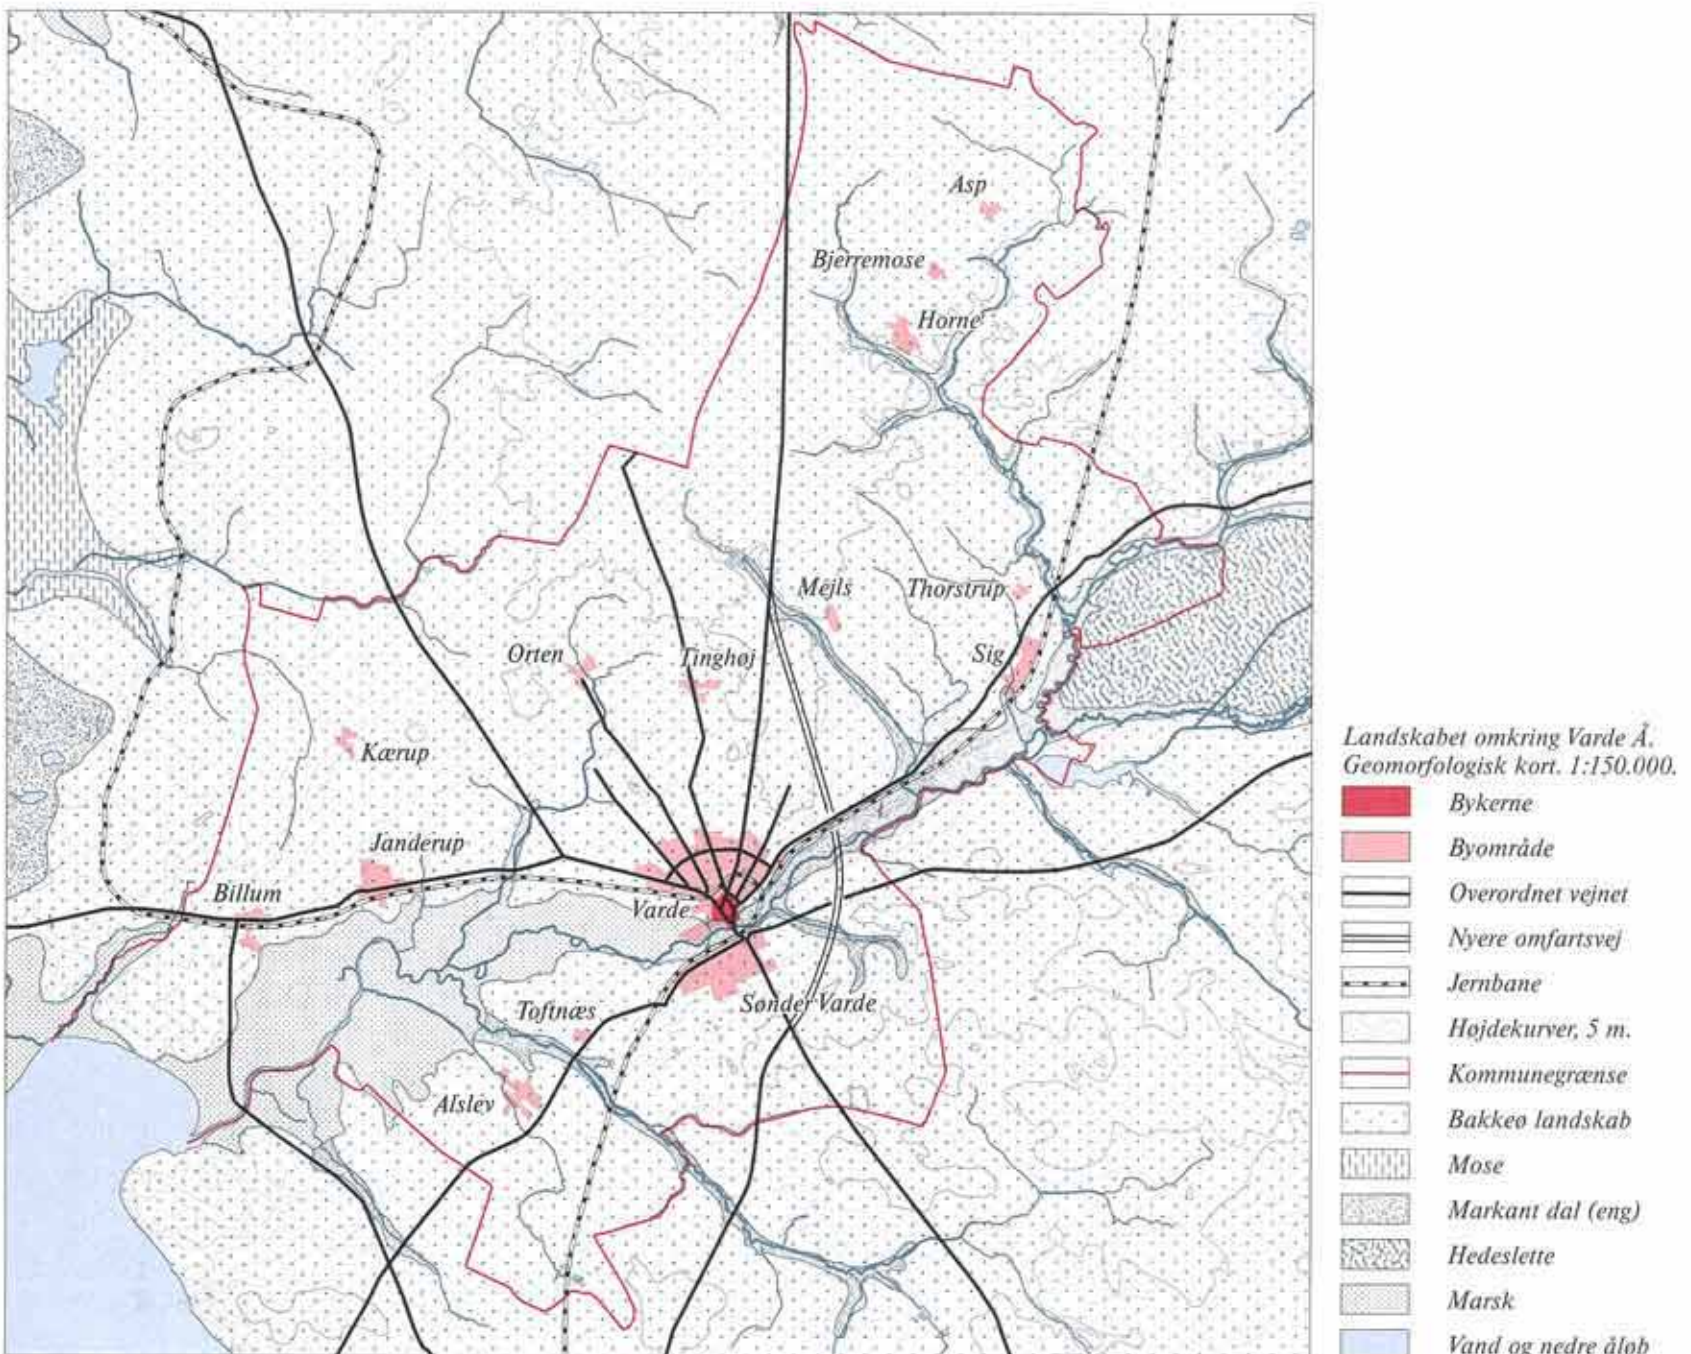 Asp
Bjerremose
Horne
Mejls
Thorstrup
Orten
Tinghøj
Sig
Kærup
Janderup
Billum
Varde
Toftnæs
Sønder Varde
Alslev
Landskabet omkring Varde Å.
Geomorfologisk kort. 1:150.000.
Bykerne
Byområde
Overordnet vejnet
Nyere omfartsvej
Jernbane
Højdekurver, 5 m.
Kommunegrænse
Bakkeø landskab
Mose
Markant dal (eng)
Hedeslette
Marsk
Vand og nedre åløb